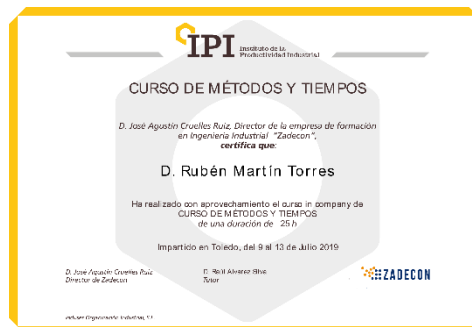 IPI
Instituto de la
Productividad Industrial
CURSO DE MÉTODOS Y TIEMPOS
D. José Agustín Cruelles Ruiz, Director de la empresa de formación
en Ingeniería Industrial "Zadecon",
certifica que:
D. Rubén Martín Torres
Ha realizado con aprovechamiento el curso in company de
CURSO DE MÉTODOS Y TIEMPOS
de una duración de 25 h
Impartido en Toledo, del 9 al 13 de Julio 2019
D. José Agustín Cruelles Ruiz
Director de Zadecon
D. Raúl Álvarez
Tutor
ZADECON
Organización Industrial, S.L.